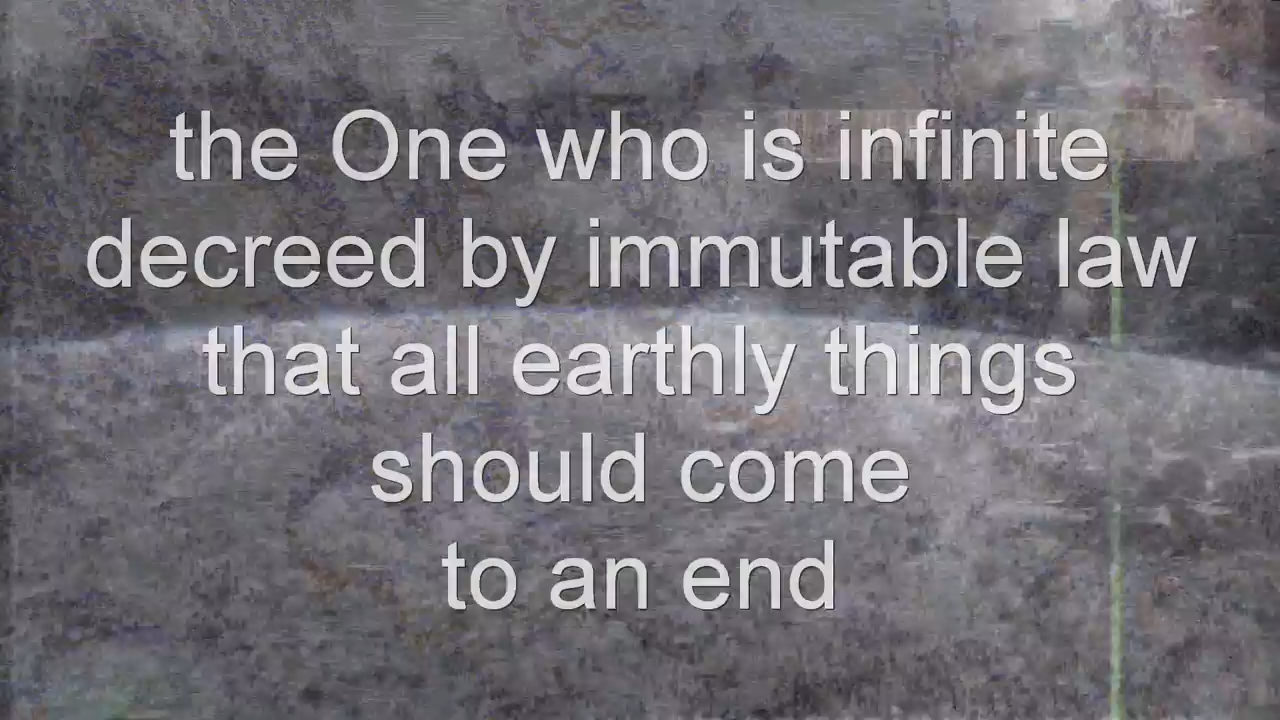 the One who is infinite
decreed by immutable law
that all earthly things
should come
to an end